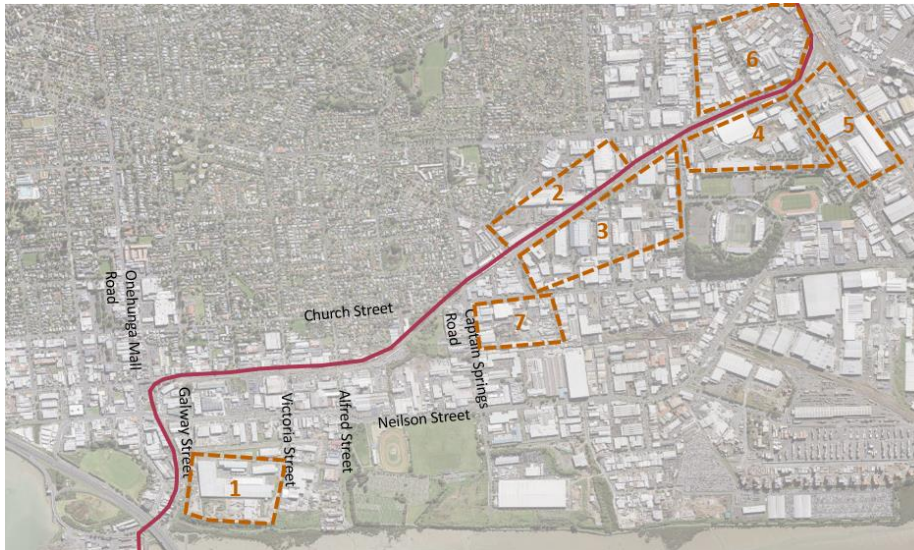 6
4
5
2
3
Onehunga Mall
Road
Church Street
Captain Springs
Road
7
Galway Street
Victoria Street
Alfred Street
Neilson Street
1